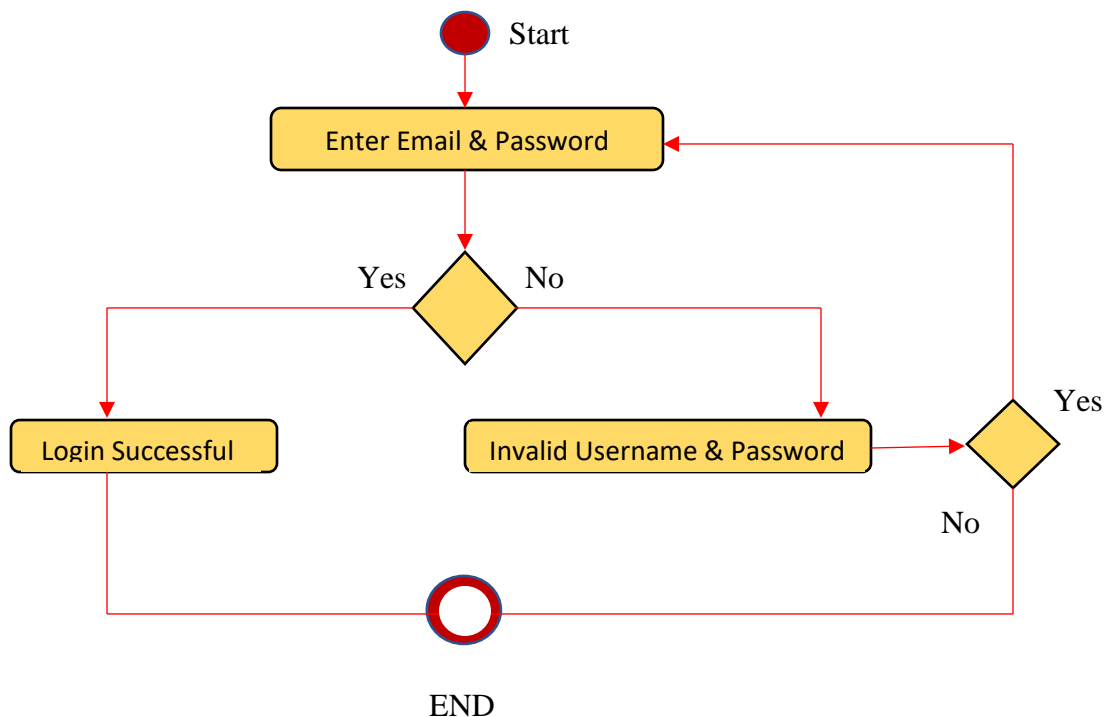 Start
Enter Email & Password
Yes
No
Login Successful
Invalid Username & Password
Yes
No
END